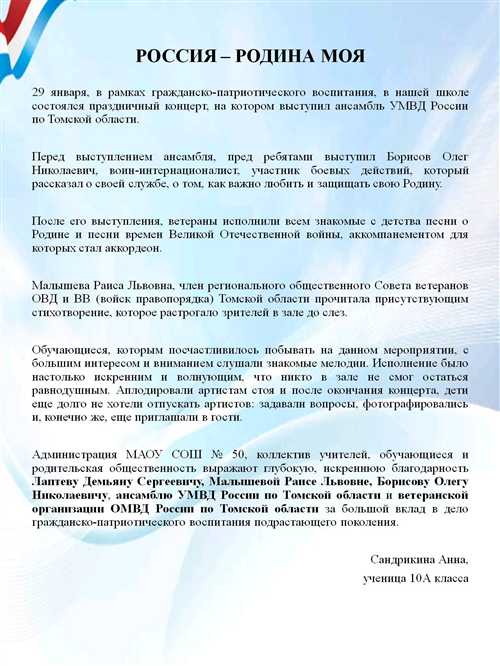 РОССИЯ – РОДИНА МОЯ
29 января, в рамках гражданско-патриотического воспитания, в нашей школе
состоялся праздничный концерт, на котором выступил ансамбль УМВД России
по Томской области.
Перед выступлением ансамбля, пред ребятами выступил Борисов Олег
Николаевич, воин-интернационалист, участник боевых действий, который
рассказал о своей службе, о том, как важно любить и защищать свою Родину.
После его выступления, ветераны исполнили всем знакомые с детства песни о
Родине и песни времен Великой Отечественной войны, аккомпанементом для
которых стал аккордеон.
Малышева Раиса Львовна, член регионального общественного Совета ветеранов
ОВД и ВВ (войск правопорядка) Томской области прочитала присутствующим
стихотворение, которое растрогало зрителей в зале до слез.
Обучающиеся, которым посчастливилось побывать на данном мероприятии, с
большим интересом и вниманием слушали знакомые мелодии. Исполнение было
настолько искренним и волнующим, что никто в зале не смог остаться
равнодушным. Аплодировали артистам стоя и после окончания концерта, дети
еще долго не хотели отпускать артистов: задавали вопросы, фотографировались
и, конечно же, еще приглашали в гости.
Администрация МАОУ СОШ № 50, коллектив учителей, обучающиеся и
родительская общественность выражают глубокую, искреннюю благодарность
Лаптеву Демьяну Сергеевичу, Малышевой Раисе Львовне, Борисову Олегу
Николаевичу, ансамблю УМВД России по Томской области и ветеранской
организации ОМВД России по Томской области за большой вклад в дело
гражданско-патриотического воспитания подрастающего поколения.
Сандрикина Анна,
ученица 10А класса